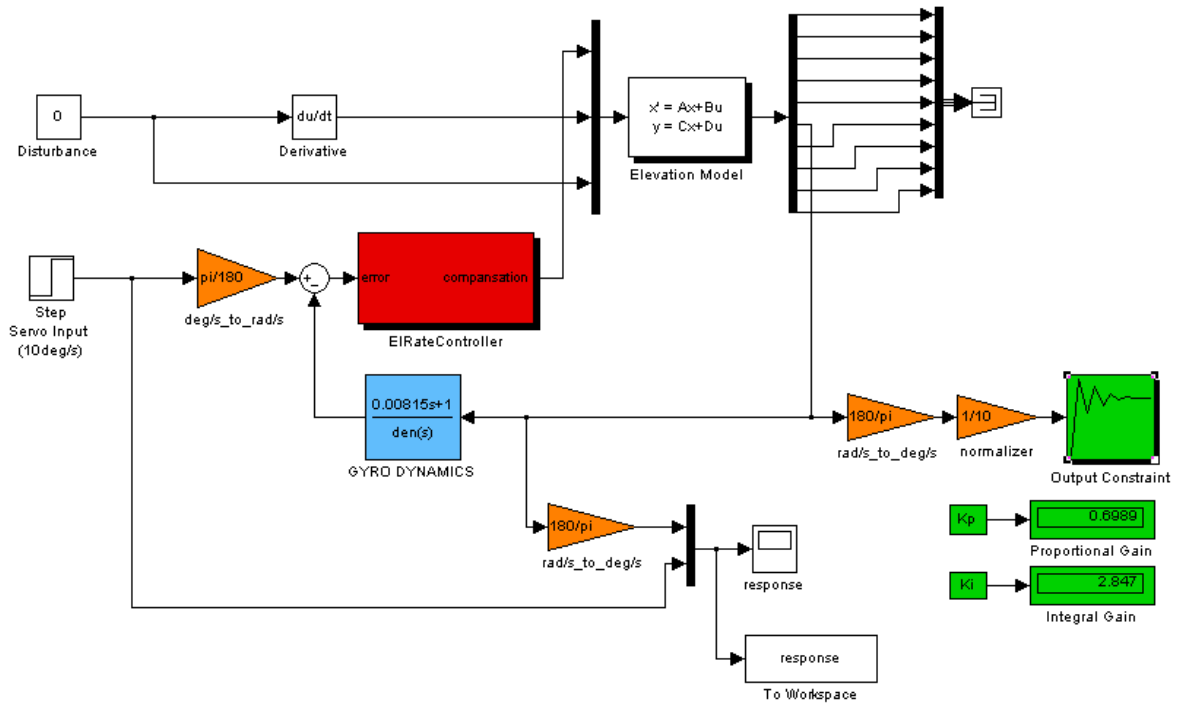 0
Disturbance
du/dt
Derivative
x' = Ax+Bu
y = Cx+Du
Elevation Model
Step
Servo Input
(10deg/s)
pi/180
deg/s_to_rad/s
+
-
error
compansation
ElRateController
0.00815s+1
den(s)
GYRO DYNAMICS
180/pi
rad/s_to_deg/s
1/10
normalizer
Output Constraint
180/pi
rad/s_to_deg/s
response
response
To Workspace
Kp
0.6989
Proportional Gain
Ki
2.847
Integral Gain